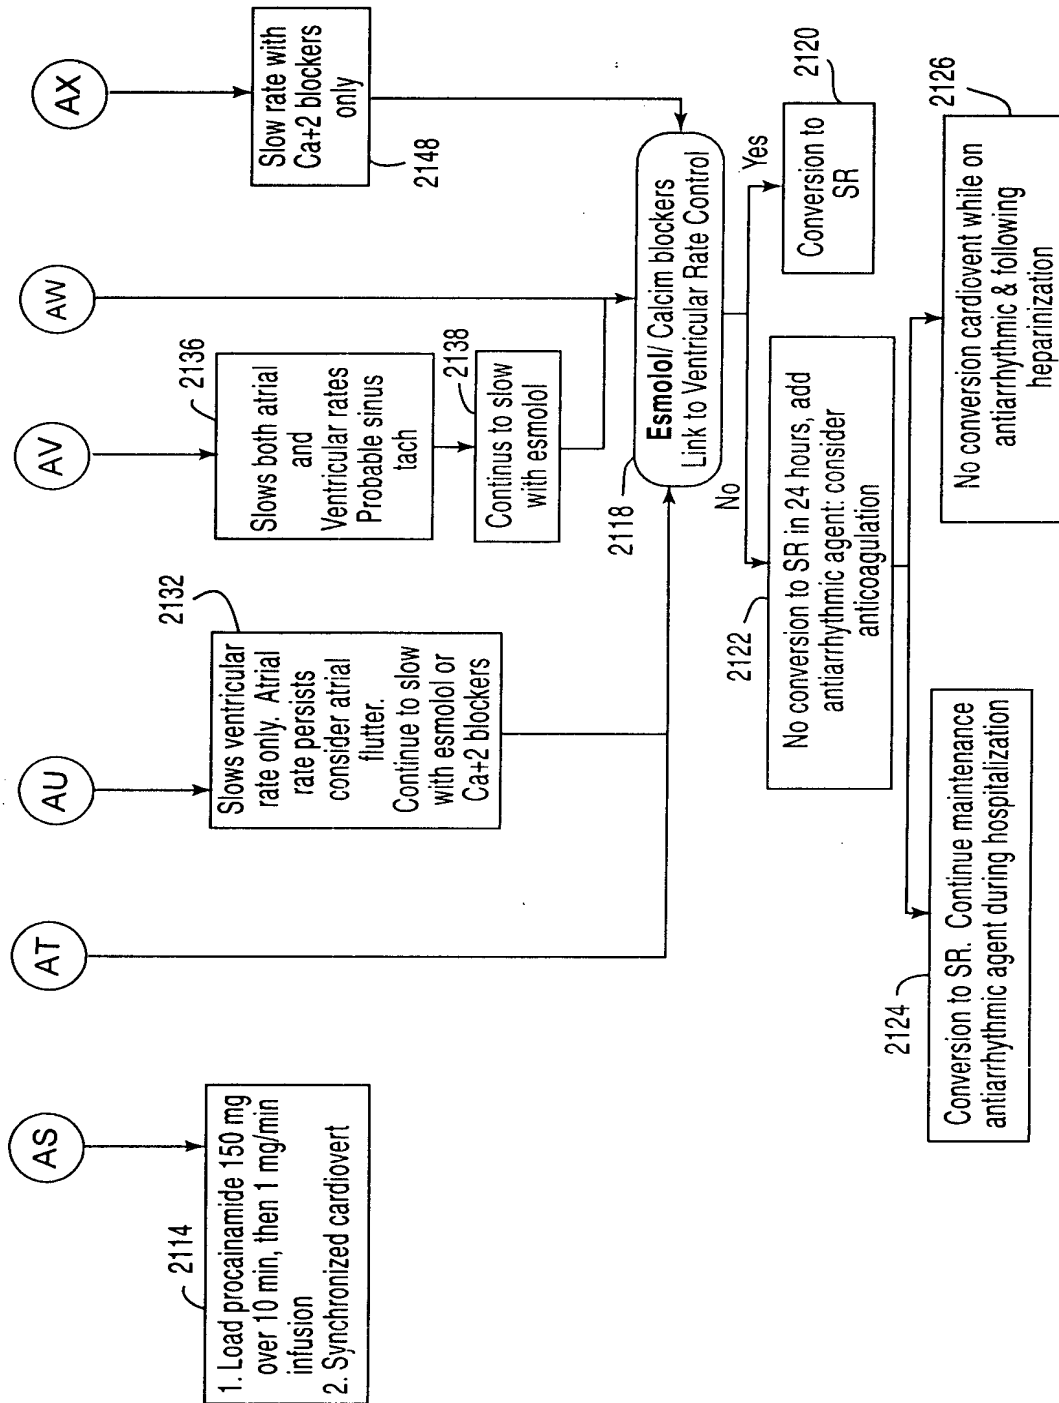 AS
2114
1. Load procainamide 150 mg
over 10 min, then 1 mg/min
infusion
2. Synchronized cardiovert
AT
AU
2132
Slows ventricular
rate only. Atrial
rate persists
consider atrial
flutter.
Continue to slow
with esmolol or
Ca+2 blockers
AV
2136
Slows both atrial
and
Ventricular rates
Probable sinus
tach
2138
Continus to slow
with esmolol
AW
AX
Slow rate with
Ca+2 blockers
only
2148
2118
Esmolol/ Calcim blockers
Link to Ventricular Rate Control
No
Yes
2120
Conversion to
SR
2122
No conversion to SR in 24 hours, add
antiarrhythmic agent: consider
anticoagulation
2124
Conversion to SR. Continue maintenance
antiarrhythmic agent during hospitalization
2126
No conversion cardiovent while on
antiarrhythmic & following
heparinization